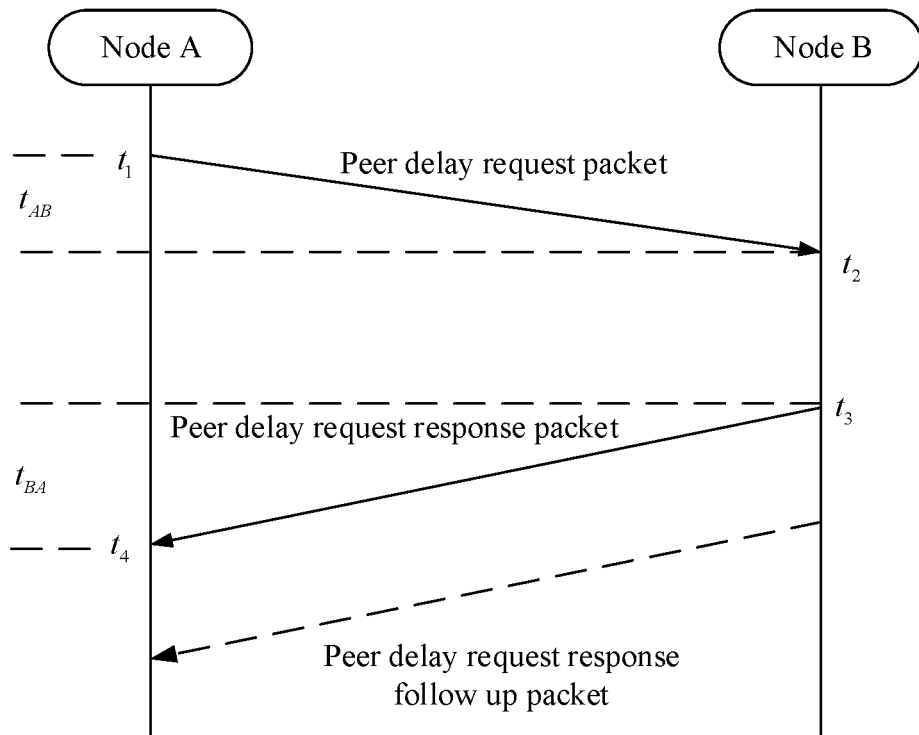 Node A
Node B
t1
Peer delay request packet
tAB
t2
t3
Peer delay request response packet
tBA
t4
Peer delay request response
follow up packet